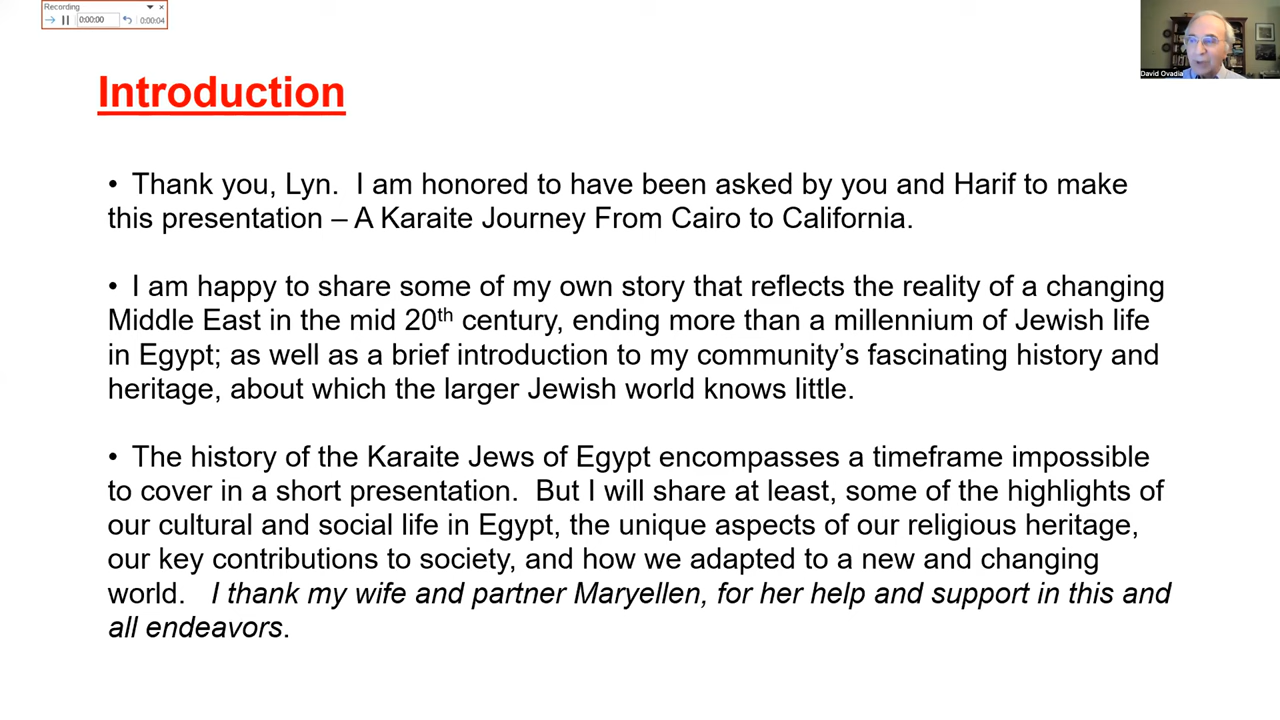 Recording
0:00:00
0:00:04
David Ovadia
Introduction
• Thank you, Lyn. I am honored to have been asked by you and Harif to make
this presentation – A Karaite Journey From Cairo to California.
• I am happy to share some of my own story that reflects the reality of a changing
Middle East in the mid 20th century, ending more than a millennium of Jewish life
in Egypt; as well as a brief introduction to my community's fascinating history and
heritage, about which the larger Jewish world knows little.
• The history of the Karaite Jews of Egypt encompasses a timeframe impossible
to cover in a short presentation. But I will share at least, some of the highlights of
our cultural and social life in Egypt, the unique aspects of our religious heritage,
our key contributions to society, and how we adapted to a new and changing
world. I thank my wife and partner Maryellen, for her help and support in this and
all endeavors.